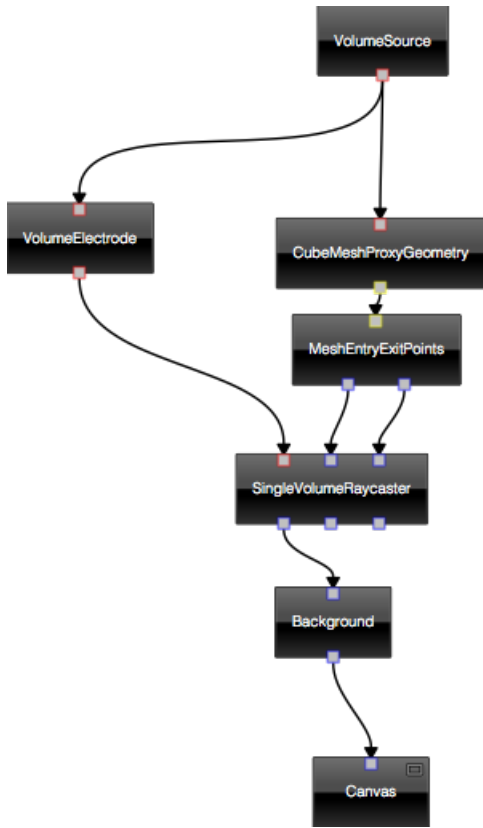 VolumeSource
VolumeElectrode
CubeMeshProxyGeometry
MeshEntryExitPoints
SingleVolumeRaycaster
Background
Canvas